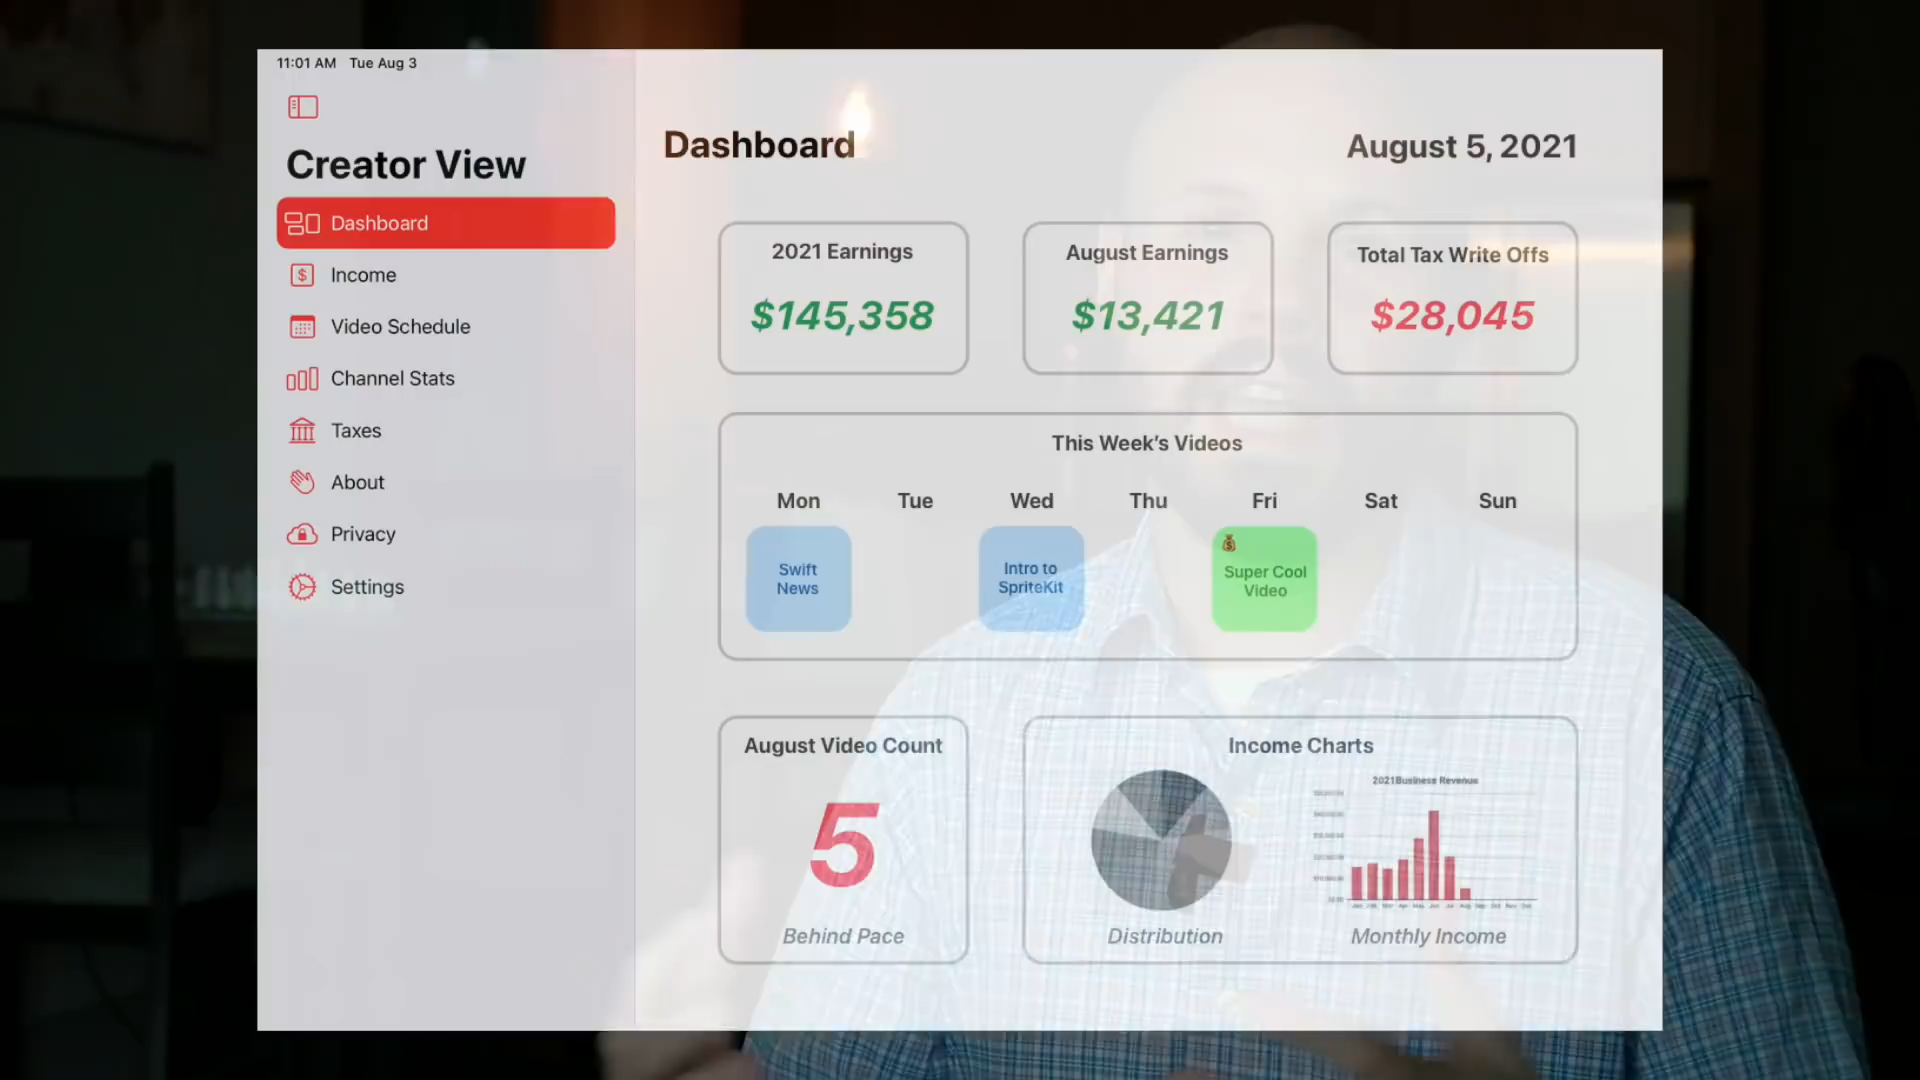 11:01 AM Tue Aug 3
Creator View
Dashboard
Income
Video Schedule
Channel Stats
Taxes
About
Privacy
Settings
Dashboard
August 5, 2021
2021 Earnings
$145,358
August Earnings
$13,421
Total Tax Write Offs
$28,045
This Week's Videos
Mon Tue Wed Thu Fri Sat Sun
Swift
News
Intro to
SpriteKit
Super Cool
Video
August Video Count
5
Behind Pace
Income Charts
Distribution
2021 Business Revenue
Monthly Income